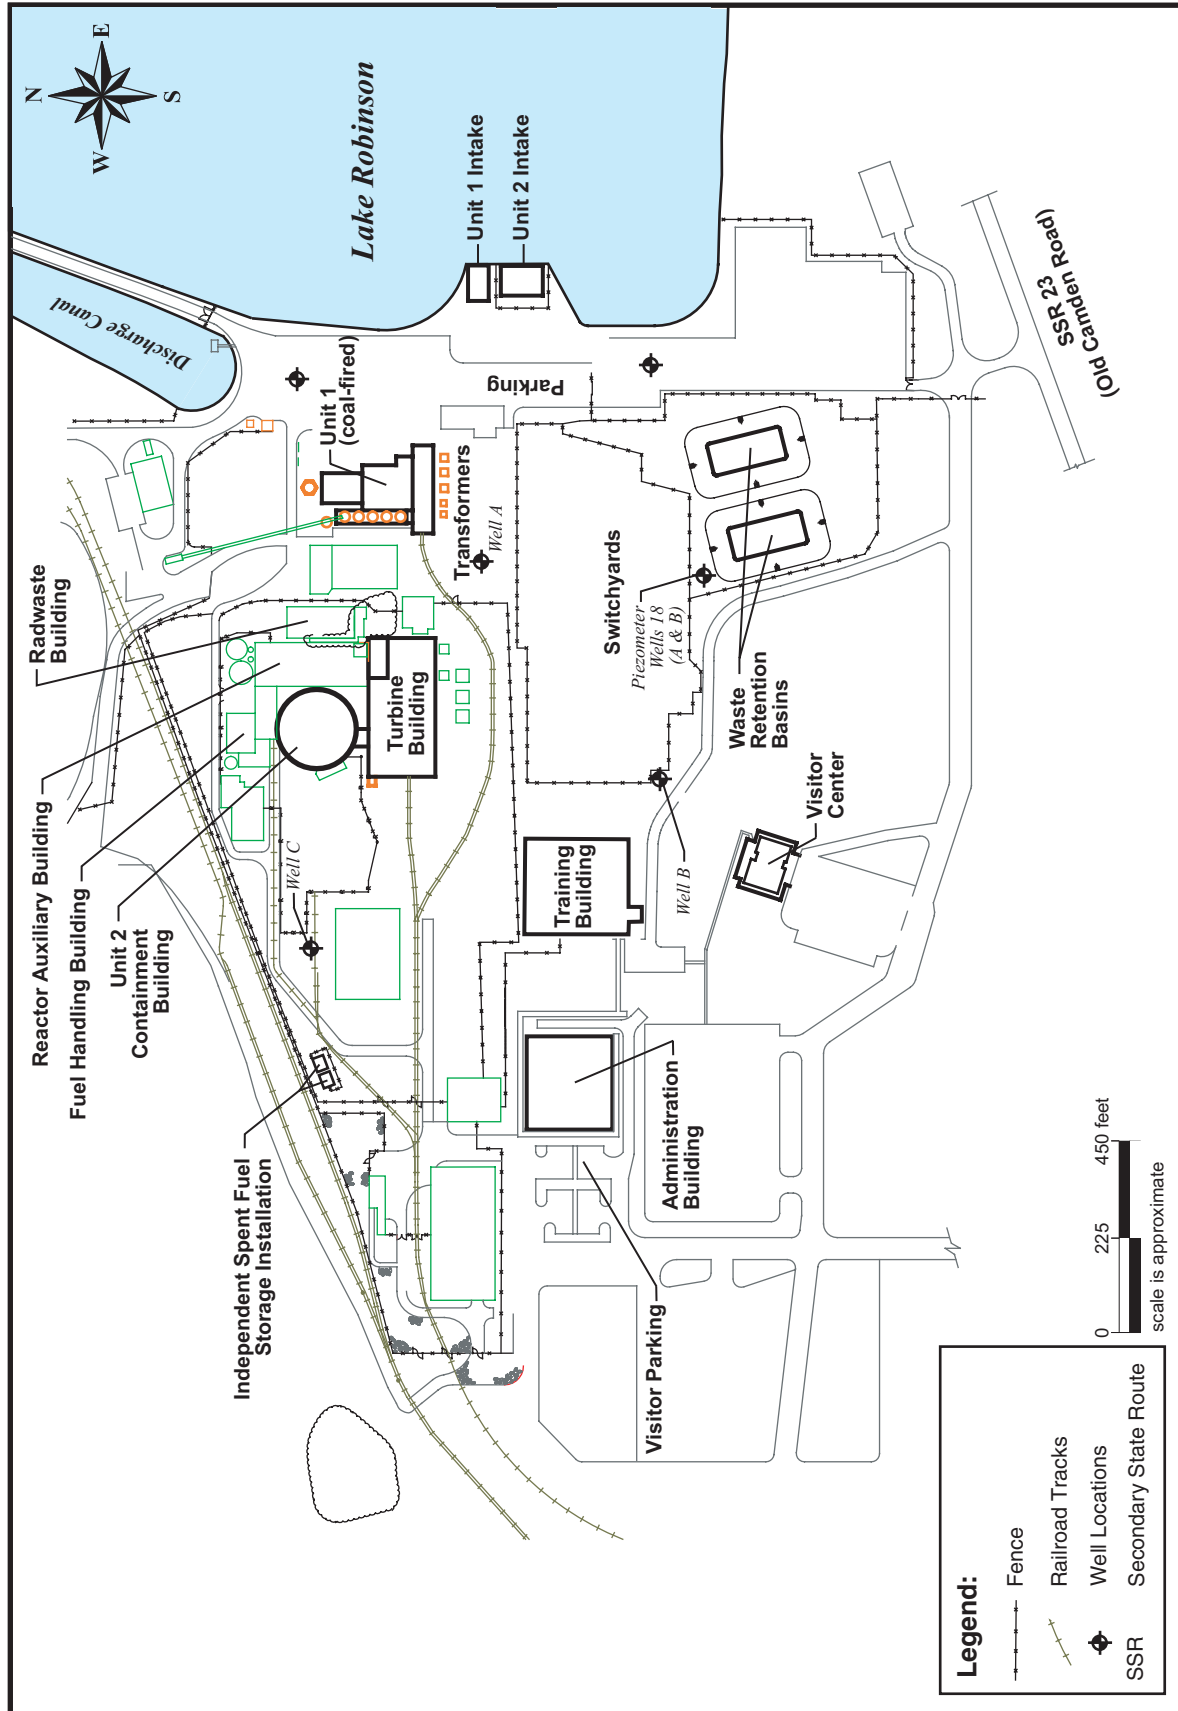 N
E
S
W
Discharge Canal
Lake Robinson
Unit 1 Intake
Unit 2 Intake
Parking
Unit 1
(coal-fired)
Transformers
Well A
Radwaste
Building
Reactor Auxiliary Building
Fuel Handling Building
Unit 2
Containment
Building
Turbine
Building
Well C
Switchyards
Piezometer
Wells 18
(A & B)
Waste
Retention
Basins
SSR 23
(Old Camden Road)
Visitor
Center
Training
Building
Well B
Independent Spent Fuel
Storage Installation
Administration
Building
Visitor Parking
0
225
450 feet
scale is approximate
Legend:
Fence
Railroad Tracks
Well Locations
SSR
Secondary State Route